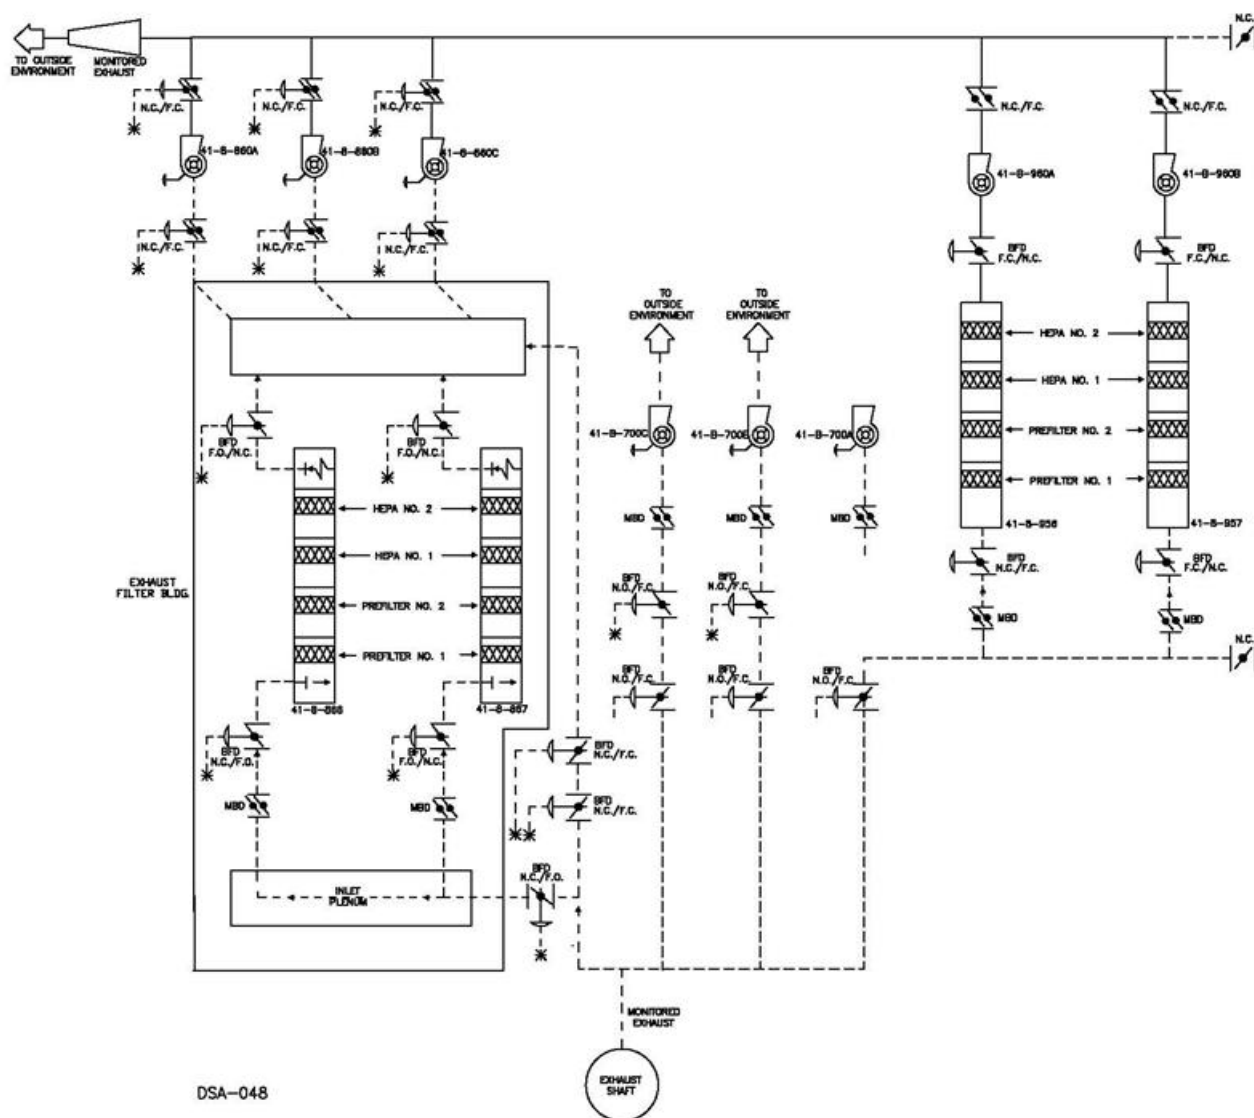 N.C.
TO OUTSIDE
ENVIRONMENT
MONITORED
EXHAUST
N.C./F.C.
N.C./F.C.
N.C./F.C.
N.C./F.C.
N.C./F.C.
41-B-860A
41-B-860B
41-B-860C
41-B-960A
41-B-960B
N.C./F.C.
N.C./F.C.
N.C./F.C.
BFD
F.C./N.C.
BFD
F.C./N.C.
TO
OUTSIDE
ENVIRONMENT
TO
OUTSIDE
ENVIRONMENT
HEPA NO. 2
HEPA NO. 1
PREFILTER NO. 2
PREFILTER NO. 1
41-B-956
41-B-957
BFD
F.O./N.C.
BFD
F.O./N.C.
41-B-700C
41-B-700B
41-B-700A
MBD
MBD
MBD
HEPA NO. 2
HEPA NO. 1
PREFILTER NO. 2
PREFILTER NO. 1
EXHAUST
FILTER BLDG.
41-B-856
41-B-857
BFD
N.O./F.C.
BFD
N.O./F.C.
BFD
N.C./F.C.
BFD
F.C./N.C.
MBD
MBD
N.C.
BFD
N.O./F.C.
BFD
N.O./F.C.
BFD
N.C./F.C.
BFD
N.C./F.O.
BFD
F.O./N.C.
BFD
N.C./F.C.
BFD
N.C./F.C.
MBD
MBD
BFD
N.C./F.O.
INLET
PLENUM
MONITORED
EXHAUST
EXHAUST
SHAFT
DSA-048